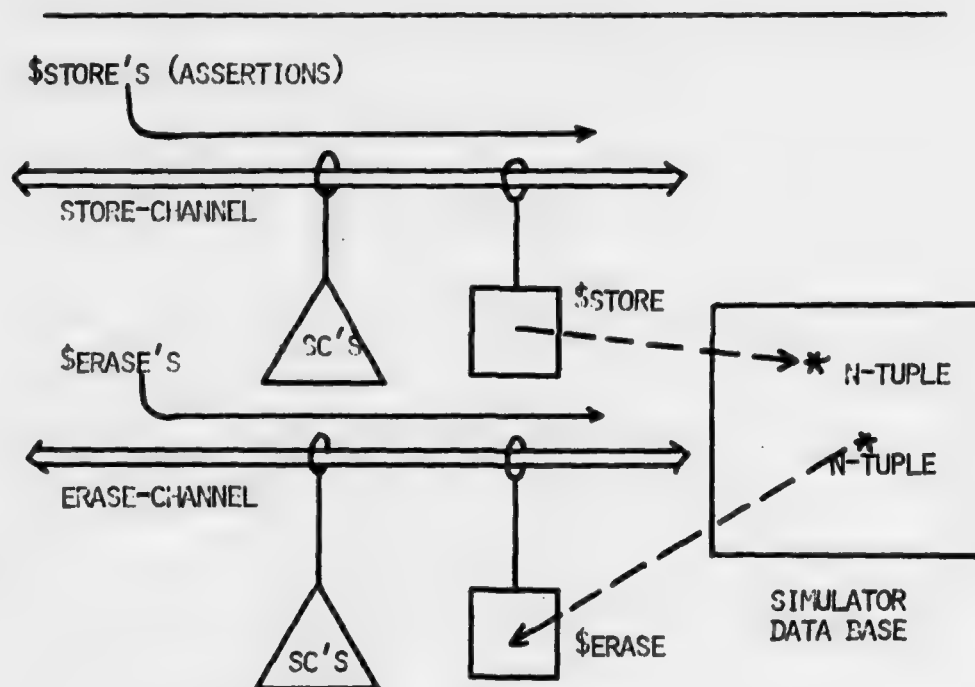 $STORE'S (ASSERTIONS)
STORE-CHANNEL
SC'S
$STORE
N-TUPLE
$ERASE'S
N-TUPLE
ERASE-CHANNEL
SC'S
$ERASE
SIMULATOR
DATA BASE